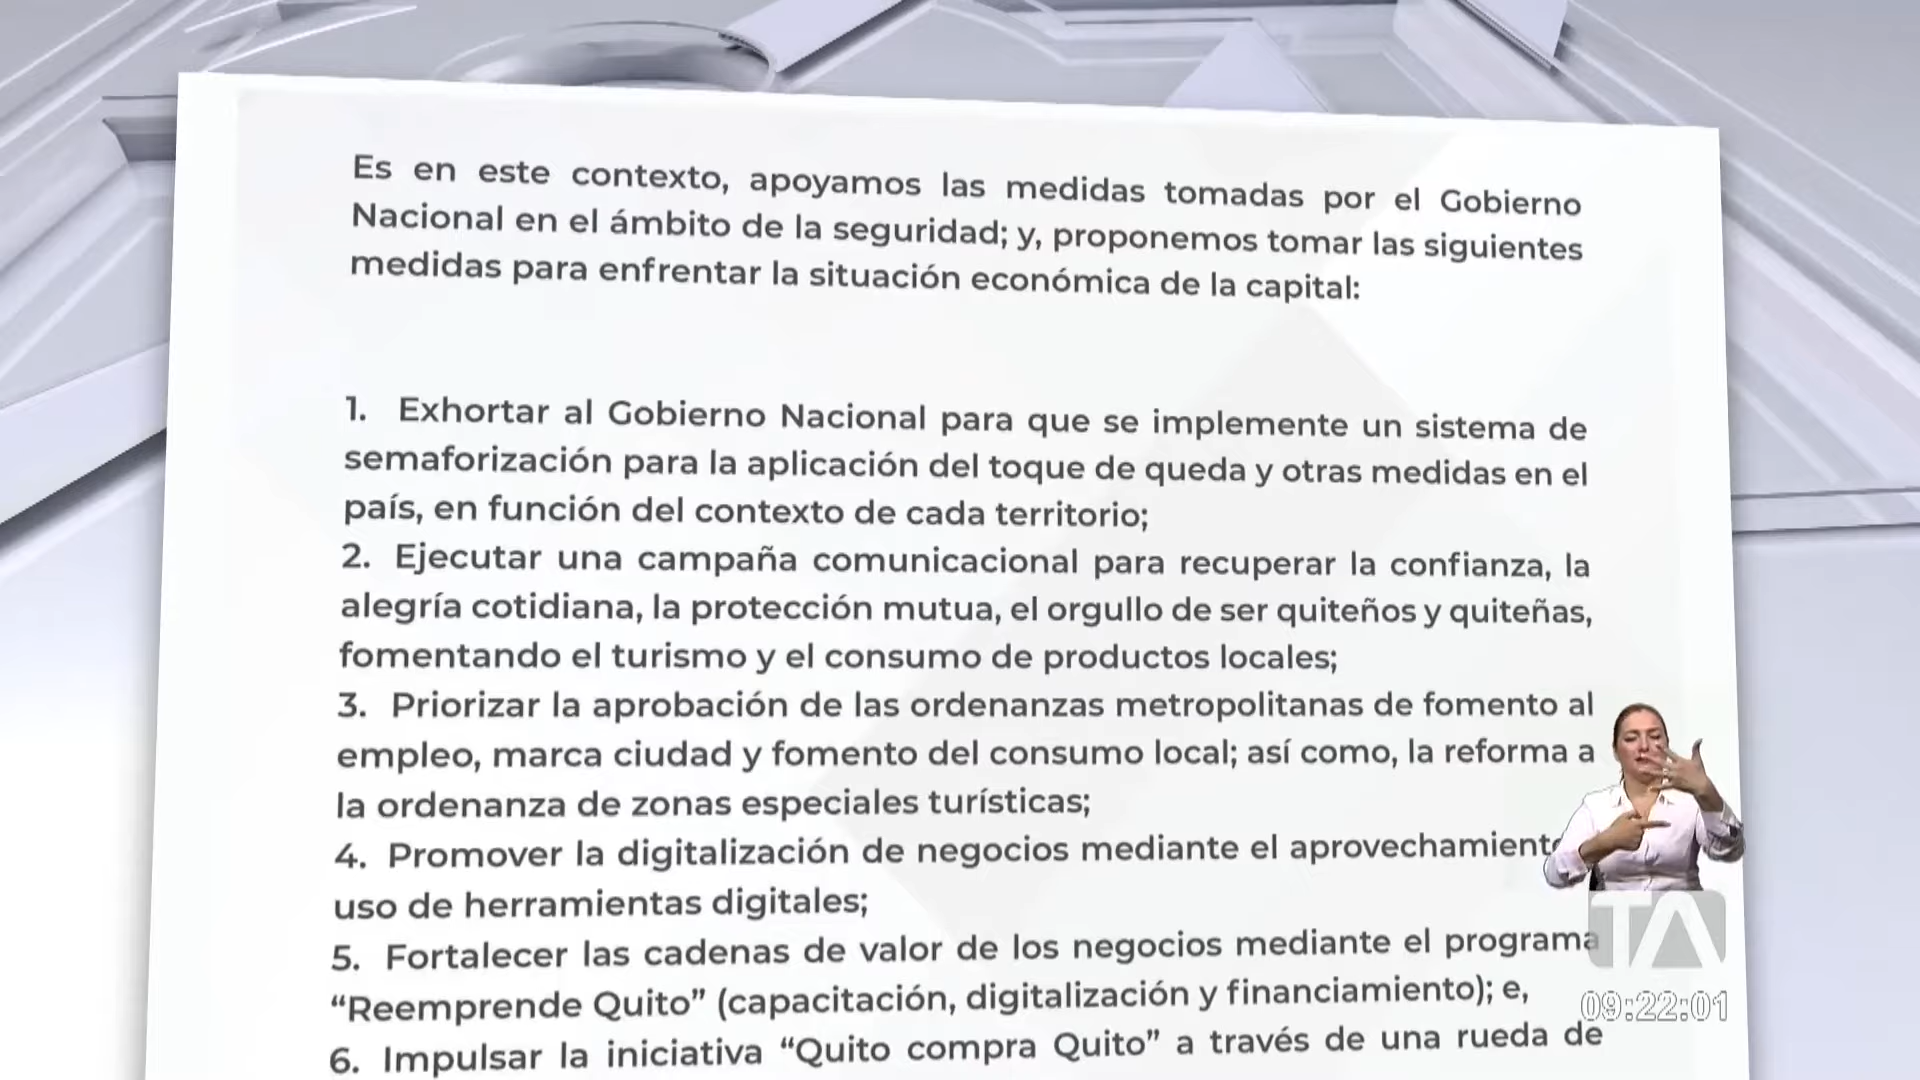 Es en este contexto, apoyamos las medidas tomadas por el Gobierno
Nacional en el ámbito de la seguridad; y, proponemos tomar las siguientes
medidas para enfrentar la situación económica de la capital:
1. Exhortar al Gobierno Nacional para que se implemente un sistema de
semaforización para la aplicación del toque de queda y otras medidas en el
país, en función del contexto de cada territorio;
2. Ejecutar una campaña comunicacional para recuperar la confianza, la
alegría cotidiana, la protección mutua, el orgullo de ser quiteños y quiteñas,
fomentando el turismo y el consumo de productos locales;
3. Priorizar la aprobación de las ordenanzas metropolitanas de fomento al
empleo, marca ciudad y fomento del consumo local; así como, la reforma a
la ordenanza de zonas especiales turísticas;
4. Promover la digitalización de negocios mediante el aprovechamiento
uso de herramientas digitales;
5. Fortalecer las cadenas de valor de los negocios mediante el programa
“Reemprende Quito” (capacitación, digitalización y financiamiento); e,
6. Impulsar la iniciativa “Quito compra Quito” a través de una rueda de
TA
09:22:01